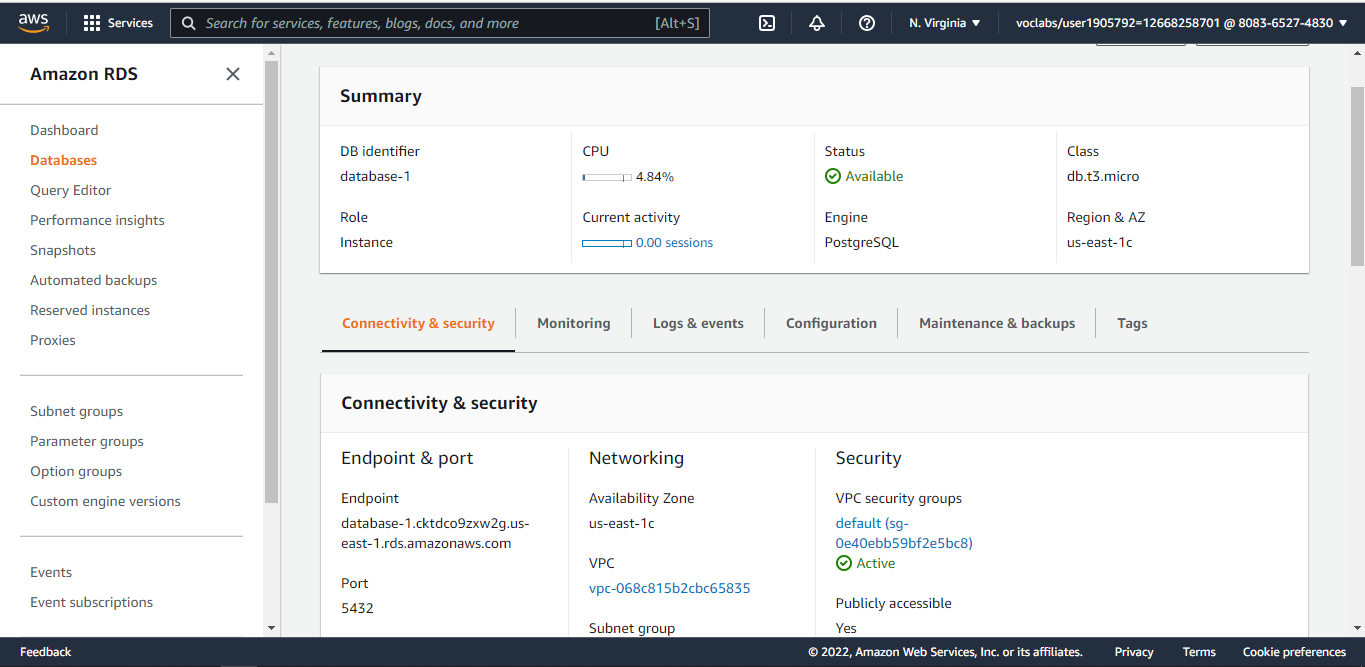 aws
Services
Search for services, features, blogs, docs, and more [Alt+S]
N. Virginia
voclabs/user1905792=12668258701 @ 8083-6527-4830
Amazon RDS
Dashboard
Databases
Query Editor
Performance insights
Snapshots
Automated backups
Reserved instances
Proxies
Subnet groups
Parameter groups
Option groups
Custom engine versions
Events
Event subscriptions
Summary
DB identifier
database-1
CPU
4.84%
Status
Available
Class
db.t3.micro
Role
Instance
Current activity
0.00 sessions
Engine
PostgreSQL
Region & AZ
us-east-1c
Connectivity & security
Monitoring
Logs & events
Configuration
Maintenance & backups
Tags
Connectivity & security
Endpoint & port
Endpoint
database-1.cktdco9zxw2g.us-
east-1.rds.amazonaws.com
Port
5432
Networking
Availability Zone
us-east-1c
VPC
vpc-068c815b2cbc65835
Subnet group
Security
VPC security groups
default (sg-
0e40ebb59bf2e5bc8)
Active
Publicly accessible
Yes
Feedback
© 2022, Amazon Web Services, Inc. or its affiliates.
Privacy
Terms
Cookie preferences